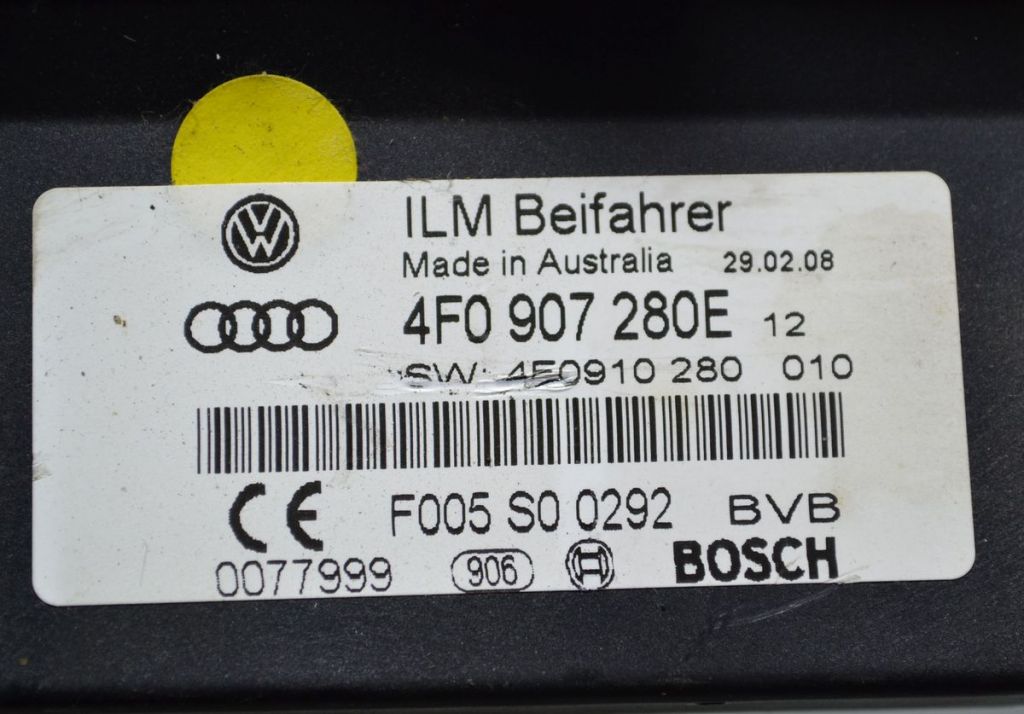 ILM Beifahrer
Made in Australia 29.02.08
4F0 907 280E 12
SW: 4F0910 280 010
CE F005 S0 0292 BVB
0077999 906 BOSCH